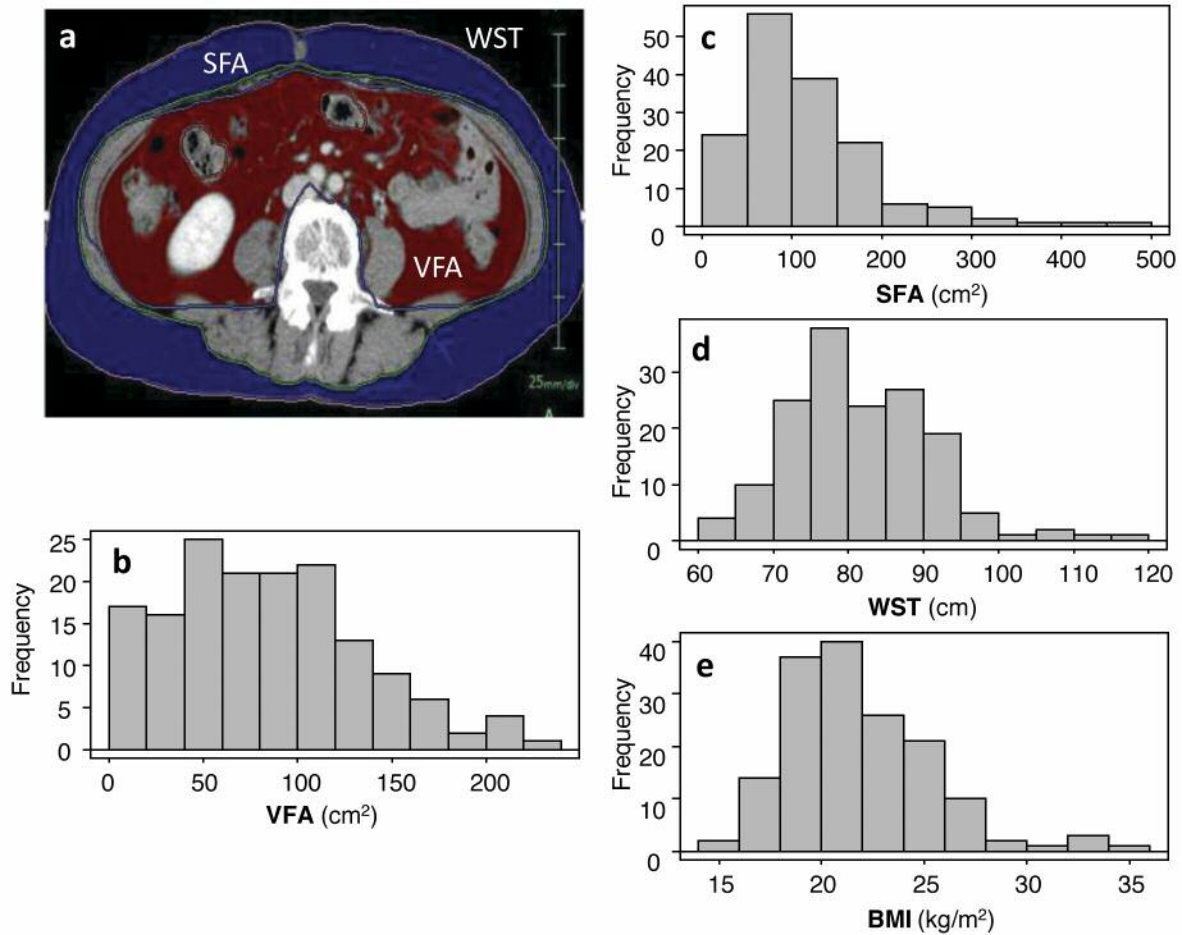 a
WST
SFA
VFA
25mm/div
A
b
Frequency
25
20
15
10
5
0
0 50 100 150 200
VFA (cm²)
c
Frequency
50
40
30
20
10
0
0 100 200 300 400 500
SFA (cm²)
d
Frequency
30
20
10
0
60 70 80 90 100 110 120
WST (cm)
e
Frequency
40
30
20
10
0
15 20 25 30 35
BMI (kg/m²)